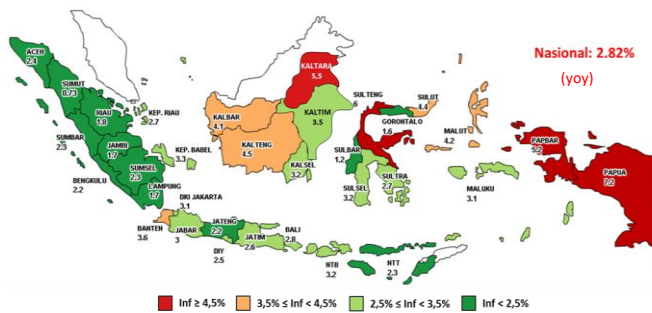 Nasional: 2.82%
(yoy)
ACEH
2.4
SUMUT
0.73
RIAU
1.8
KEP. RIAU
2.7
SUMBAR
2.3
JAMBI
1.7
KEP. BABEL
3.3
SUMSEL
2.3
BENGKULU
2.2
LAMPUNG
1.7
DKI JAKARTA
3.1
BANTEN
3.6
JABAR
3
JATENG
2.2
DIY
2.5
JATIM
2.6
BALI
2.8
NTB
3.2
NTT
2.3
KALBAR
4.1
KALTENG
4.5
KALSEL
3.2
KALTIM
3.5
KALTARA
5,5
SULTENG
6
SULUT
4.4
GORONTALO
1.6
SULBAR
1.2
SULSEL
3.2
SULTRA
2.7
MALUT
4.2
MALUKU
3.1
PAPBAR
5.2
PAPUA
7.2
Inf ≥ 4,5% 3,5% ≤ Inf < 4,5% 2,5% ≤ Inf < 3,5% Inf < 2,5%